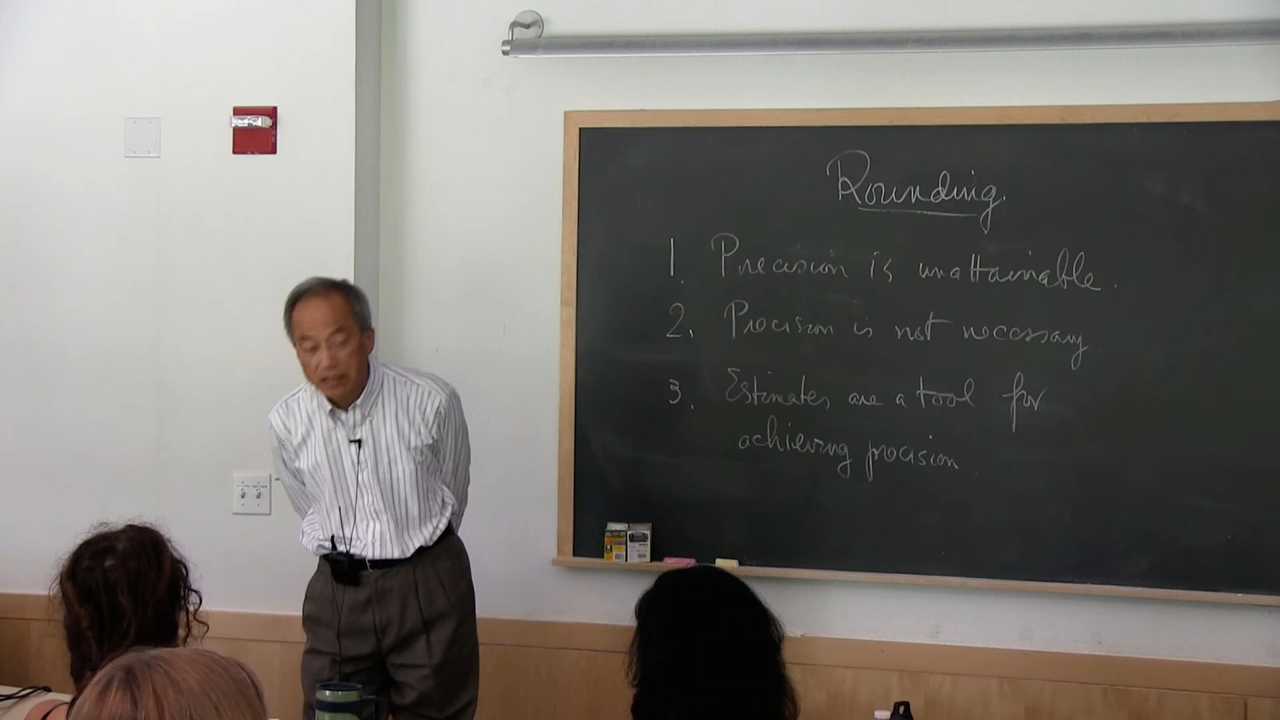 Rounding.
1. Precision is unattainable.
2. Precision is not necessary
3. Estimates are a tool for
achieving precision.